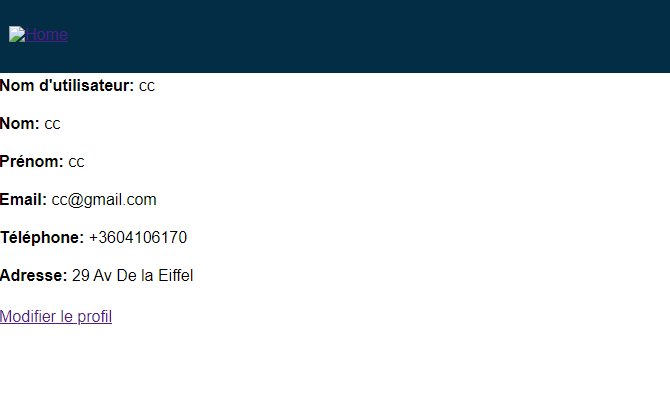 Home
Nom d'utilisateur: cc
Nom: cc
Prénom: cc
Email: cc@gmail.com
Téléphone: +3604106170
Adresse: 29 Av De la Eiffel
Modifier le profil